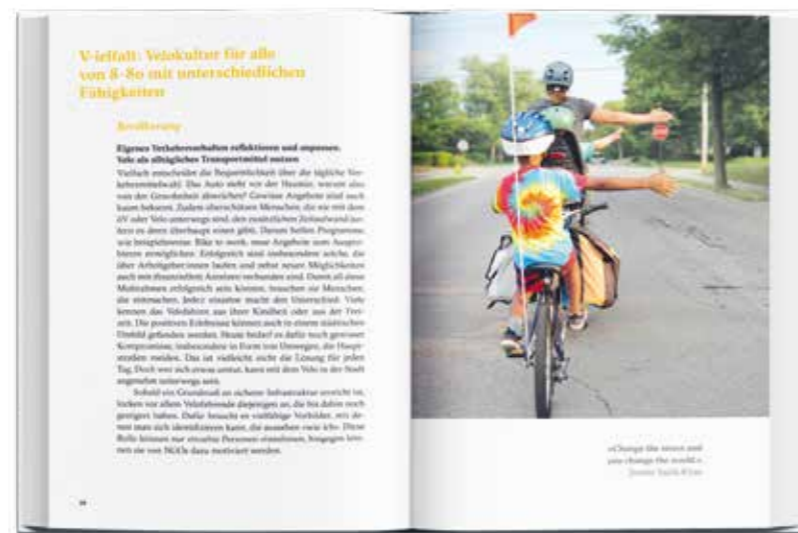 V-ielfalt: Velokultur für alle
von 8–80 mit unterschiedlichen
Fähigkeiten
Bevölkerung
Eigenes Verkehrsverhalten reflektieren und anpassen.
Velo als alltägliches Transportmittel nutzen
Vielfach entscheidet die Bequemlichkeit über die tägliche Ver-
kehrsmittelwahl. Das Auto steht vor der Haustür, warum also
von der Gewohnheit abweichen? Gewisse Angebote sind auch
kaum bekannt. Zudem überschätzen Menschen, die nie mit dem
öV oder Velo unterwegs sind, den zusätzlichen Zeitaufwand (so-
fern es denn überhaupt einen gibt). Darum helfen Programme
wie beispielsweise Bike to work, neue Angebote zum Auspro-
bieren ermöglichen. Erfolgreich sind insbesondere solche, die
über Arbeitgeber:innen laufen und nebst neuen Möglichkeiten
auch mit finanziellen Anreizen verbunden sind. Damit all diese
Massnahmen erfolgreich sein können, brauchen sie Menschen,
die mitmachen. Jede:r einzelne macht den Unterschied. Viele
kennen das Velofahren aus ihrer Kindheit oder aus der Frei-
zeit. Die positiven Erlebnisse können auch in einem städtischen
Umfeld gefunden werden. Heute bedarf es dafür noch gewisser
Kompromisse, insbesondere in Form von Umwegen, die Haupt-
strassen meiden. Das ist vielleicht nicht die Lösung für jeden
Tag. Doch wer sich etwas umtut, kann mit dem Velo in der Stadt
angenehm unterwegs sein.
Sobald ein Grundmass an sicherer Infrastruktur erreicht ist,
locken vor allem Velofahrende diejenigen an, die bis dahin noch
gezögert haben. Dafür braucht es vielfältige Vorbilder, mit de-
nen man sich identifizieren kann, die aussehen «wie ich». Diese
Rolle können nur einzelne Personen einnehmen, hingegen kön-
nen sie von NGOs dazu motiviert werden.
«Change the street and
you change the world.»
Janette Sadik-Khan